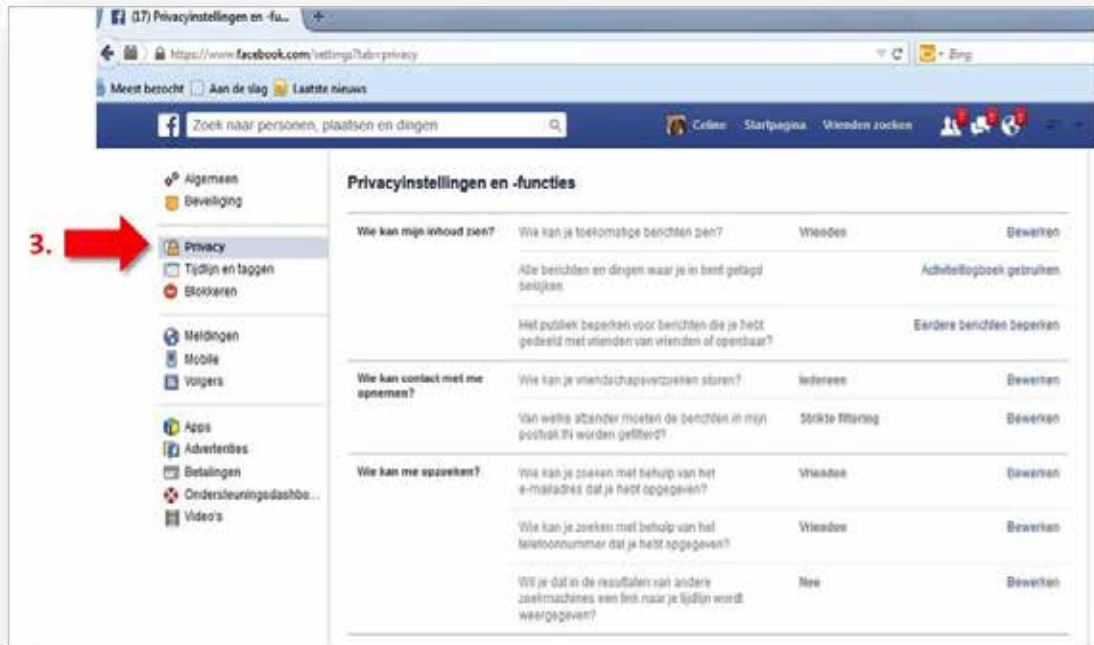 (17) Privacyinstellingen en -fu...
https://www.facebook.com/settings?tab=privacy
Bing
Meest bezocht Aan de slag Laatste nieuws
Zoek naar personen, plaatsen en dingen
Celine Startpagina Vrienden zoeken
Algemeen
Beveiliging
3.
Privacy
Tijdlijn en taggen
Blokkeren
Meldingen
Mobile
Volgers
Apps
Advertenties
Betalingen
Ondersteuningsdashbo...
Video's
Privacyinstellingen en -functies
Wie kan mijn inhoud zien? Wie kan je toekomstige berichten zien? Vrienden Bewerken
Alle berichten en dingen waar je in bent getagd Activiteitlogboek gebruiken
bekijken
Het publiek beperken voor berichten die je hebt Eerdere berichten beperken
gedeeld met vrienden van vrienden of openbaar?
Wie kan contact met me Wie kan je vriendschapsverzoeken sturen? Iedereen Bewerken
opnemen?
Van welke afzender moeten de berichten in mijn Strikte filtering Bewerken
postvak IN worden gefilterd?
Wie kan me opzoeken? Wie kan je zoeken met behulp van het Vrienden Bewerken
e-mailadres dat je hebt opgegeven?
Wie kan je zoeken met behulp van het Vrienden Bewerken
telefoonnummer dat je hebt opgegeven?
Wil je dat in de resultaten van andere Nee Bewerken
zoekmachines een link naar je tijdlijn wordt
weergegeven?